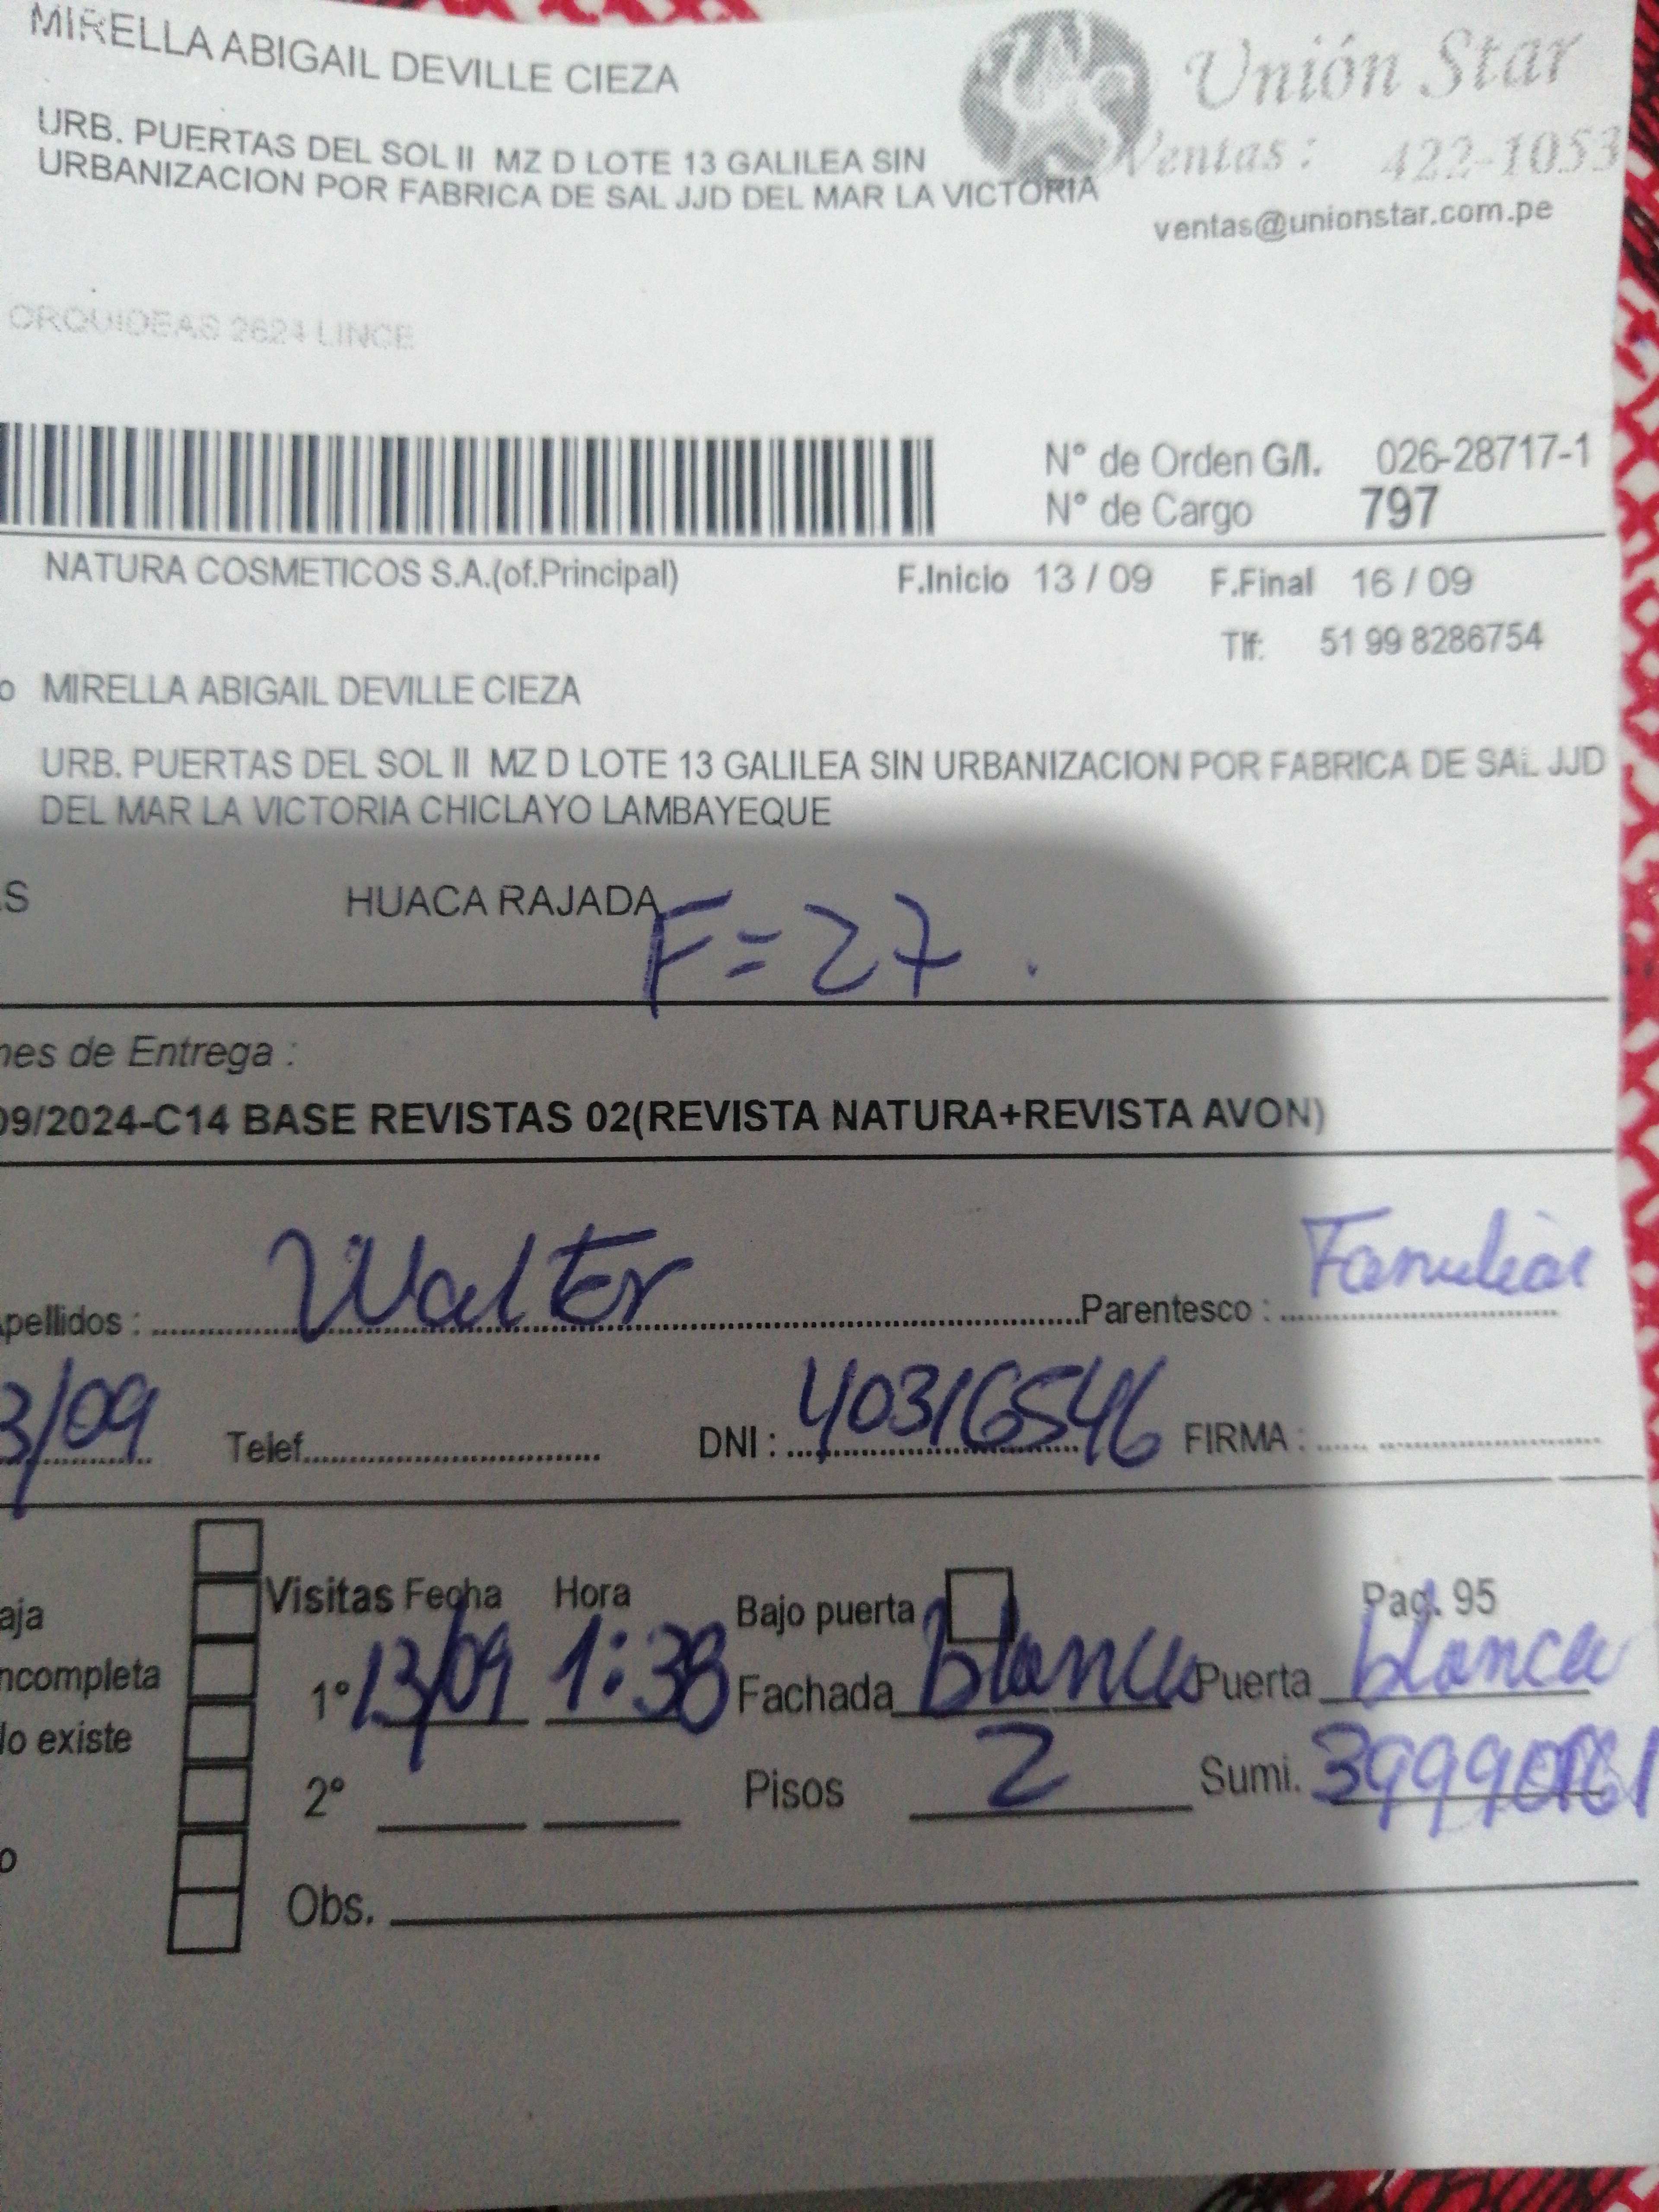 MIRELLA ABIGAIL DEVILLE CIEZA
Unión Star
URB. PUERTAS DEL SOL II MZ D LOTE 13 GALILEA SIN
URBANIZACION POR FABRICA DE SAL JJD DEL MAR LA VICTORIA
Ventas : 422-1053
ventas@unionstar.com.pe
ORQUIDEAS 2624 LINCE
N° de Orden G/I. 026-28717-1
N° de Cargo 797
NATURA COSMETICOS S.A.(of.Principal) F.Inicio 13 / 09 F.Final 16 / 09
Tlf: 51 99 8286754
o MIRELLA ABIGAIL DEVILLE CIEZA
URB. PUERTAS DEL SOL II MZ D LOTE 13 GALILEA SIN URBANIZACION POR FABRICA DE SAL JJD
DEL MAR LA VICTORIA CHICLAYO LAMBAYEQUE
AS HUACA RAJADA
F=27
nes de Entrega :
09/2024-C14 BASE REVISTAS 02(REVISTA NATURA+REVISTA AVON)
Apellidos : Walter Parentesco : Familiar
3/09 Telef. DNI : 40316546 FIRMA :
Visitas Fecha Hora Bajo puerta Pag. 95
aja
1° 13/09 1:38 Fachada blanca Puerta blanca
ncompleta
No existe
2° Pisos 2 Sumi.
o
Obs.